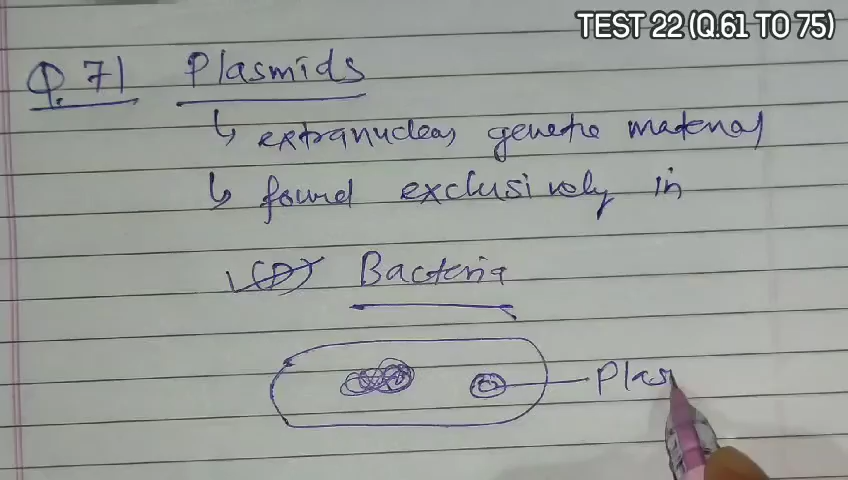 TEST 22 (Q.61 TO 75)
Q.71 Plasmids
↳ extranuclear genetic material
↳ found exclusively in
(D) Bacteria
Plas